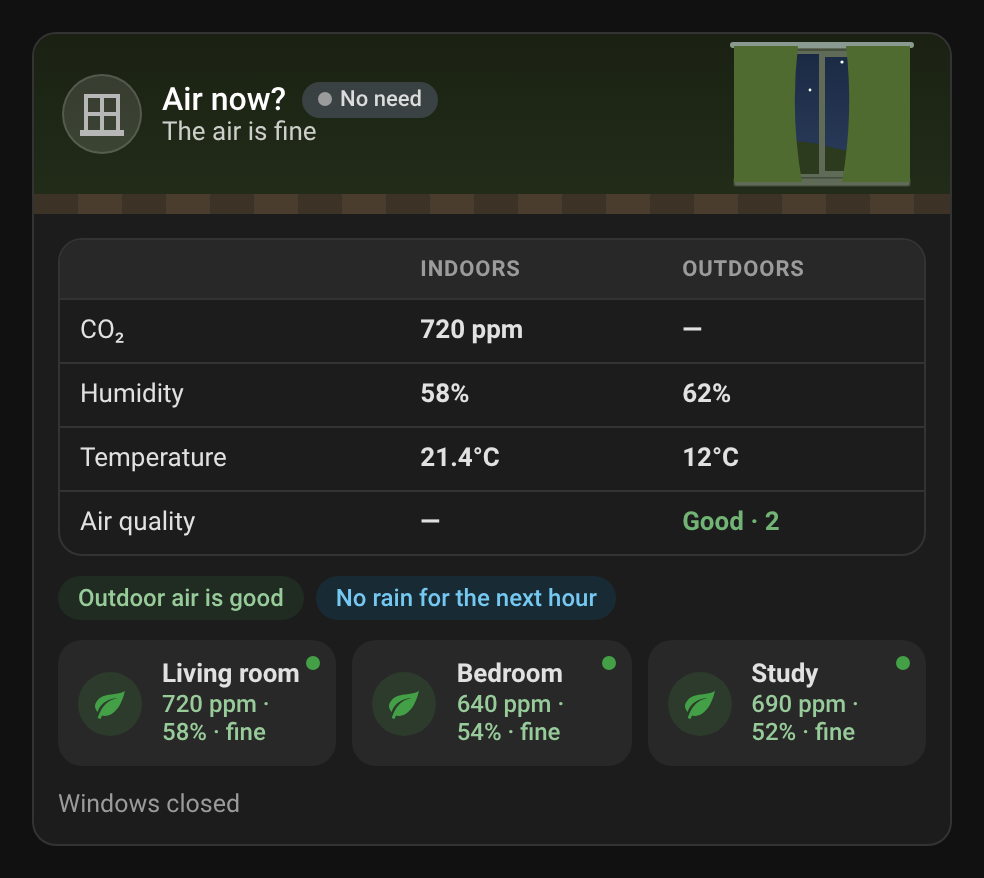 Air now? No need
The air is fine
INDOORS OUTDOORS
CO₂ 720 ppm –
Humidity 58% 62%
Temperature 21.4°C 12°C
Air quality – Good · 2
Outdoor air is good No rain for the next hour
Living room
720 ppm ·
58% · fine
Bedroom
640 ppm ·
54% · fine
Study
690 ppm ·
52% · fine
Windows closed